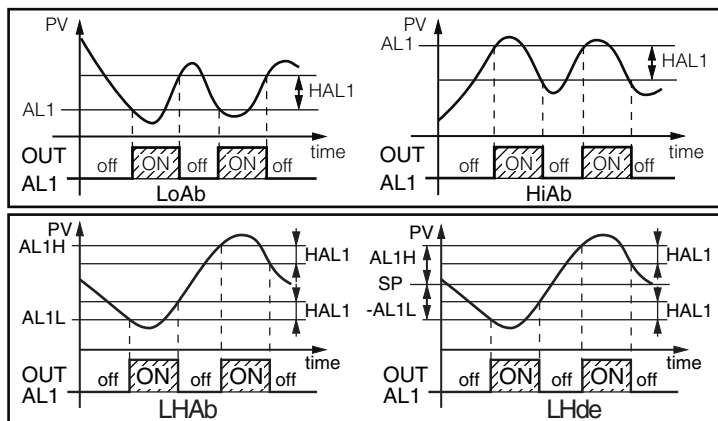 PV
HAL1
AL1
time
OUT
AL1
off ON off ON off
LoAb
PV
AL1
HAL1
time
OUT
AL1
off ON off ON off
HiAb
PV
AL1H
HAL1
HAL1
AL1L
time
OUT
AL1
off ON off ON off
LHAb
PV
AL1H
HAL1
SP
-AL1L
HAL1
time
OUT
AL1
off ON off ON off
LHde